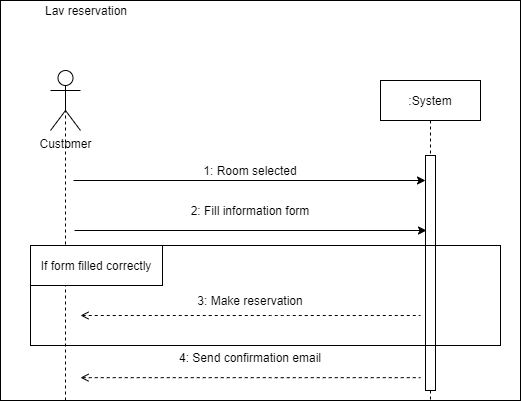 Lav reservation
:System
Customer
1: Room selected
2: Fill information form
If form filled correctly
3: Make reservation
4: Send confirmation email